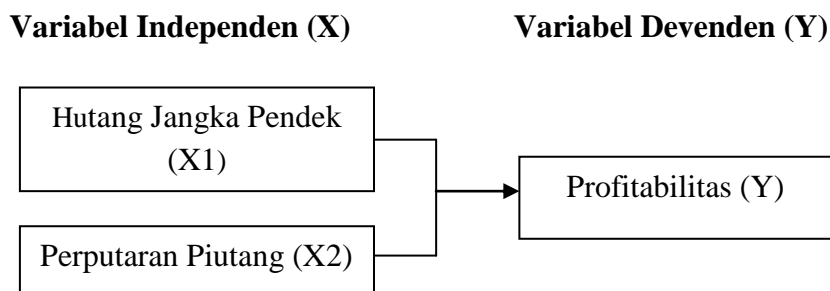 Variabel Independen (X)
Variabel Devenden (Y)
Hutang Jangka Pendek
(X1)
Profitabilitas (Y)
Perputaran Piutang (X2)